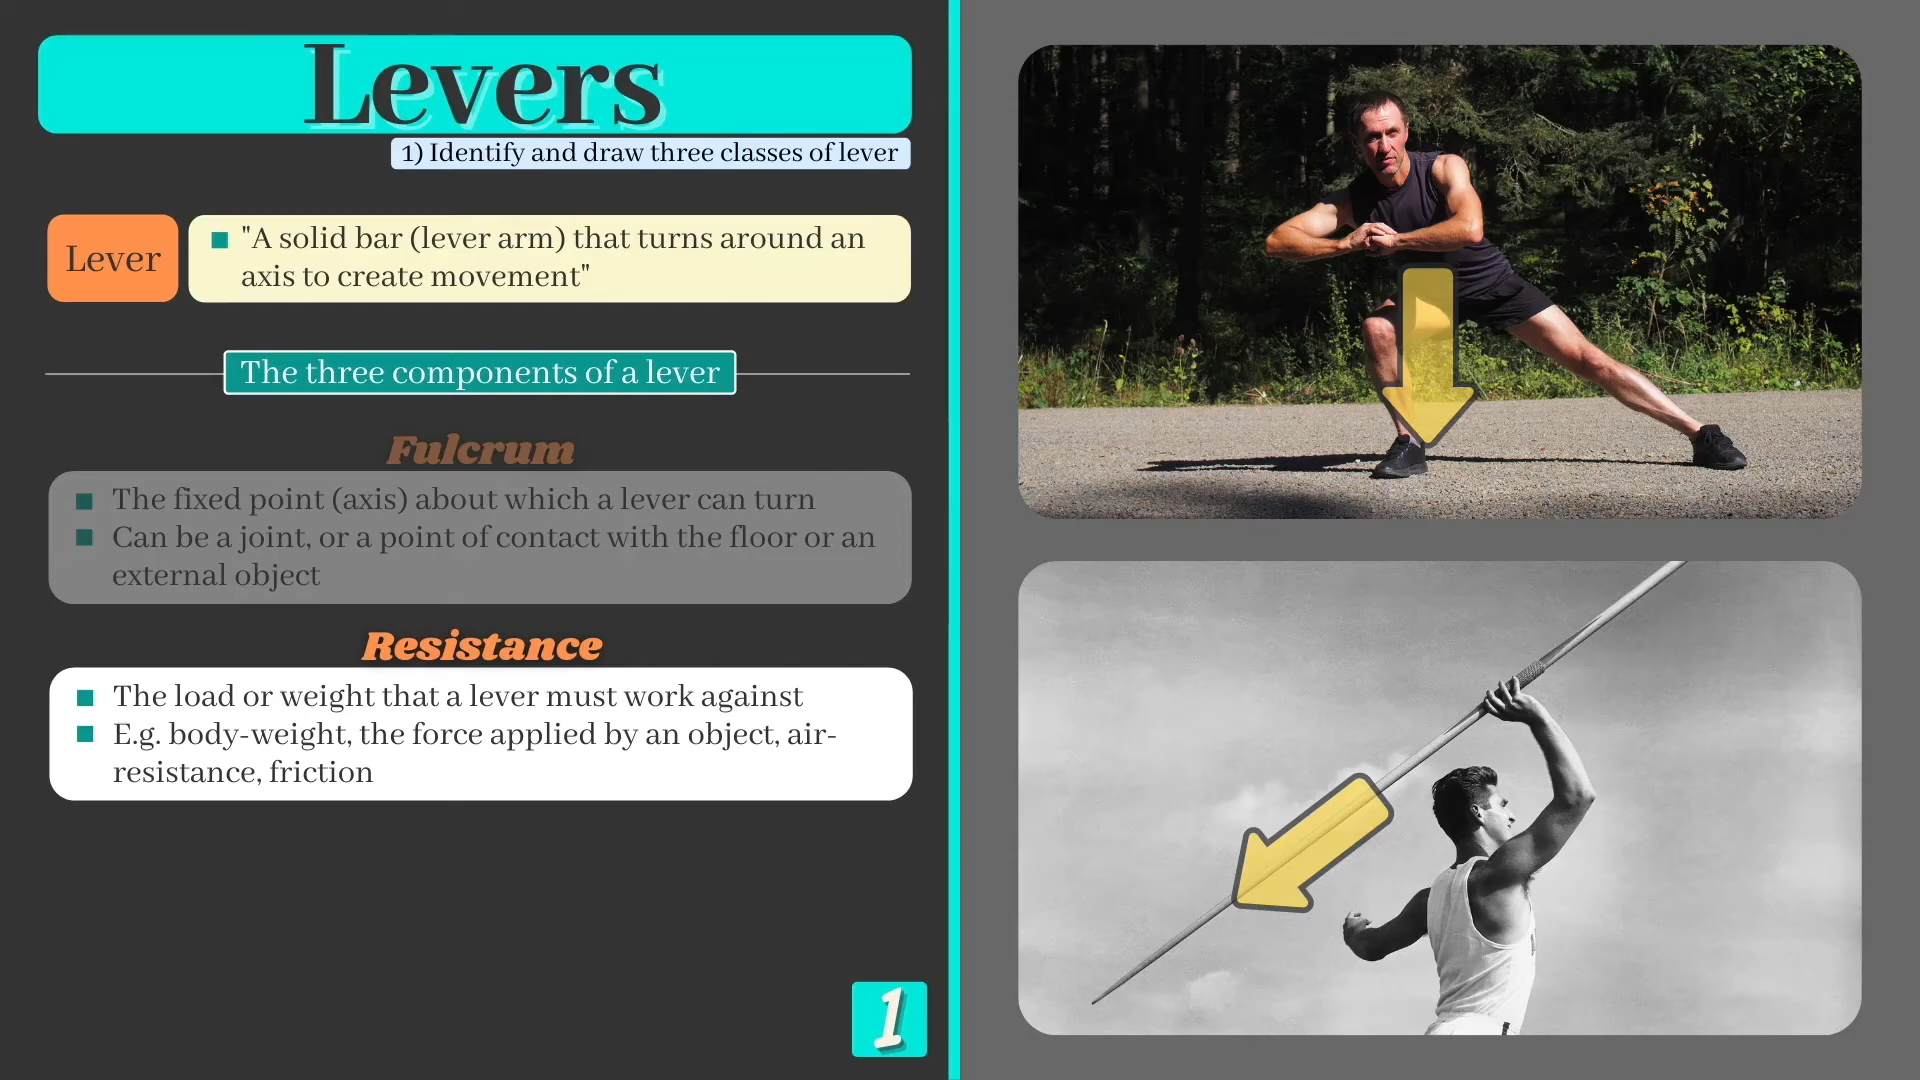 Levers
1) Identify and draw three classes of lever
Lever
"A solid bar (lever arm) that turns around an
axis to create movement"
The three components of a lever
Fulcrum
The fixed point (axis) about which a lever can turn
Can be a joint, or a point of contact with the floor or an
external object
Resistance
The load or weight that a lever must work against
E.g. body-weight, the force applied by an object, air-
resistance, friction
1